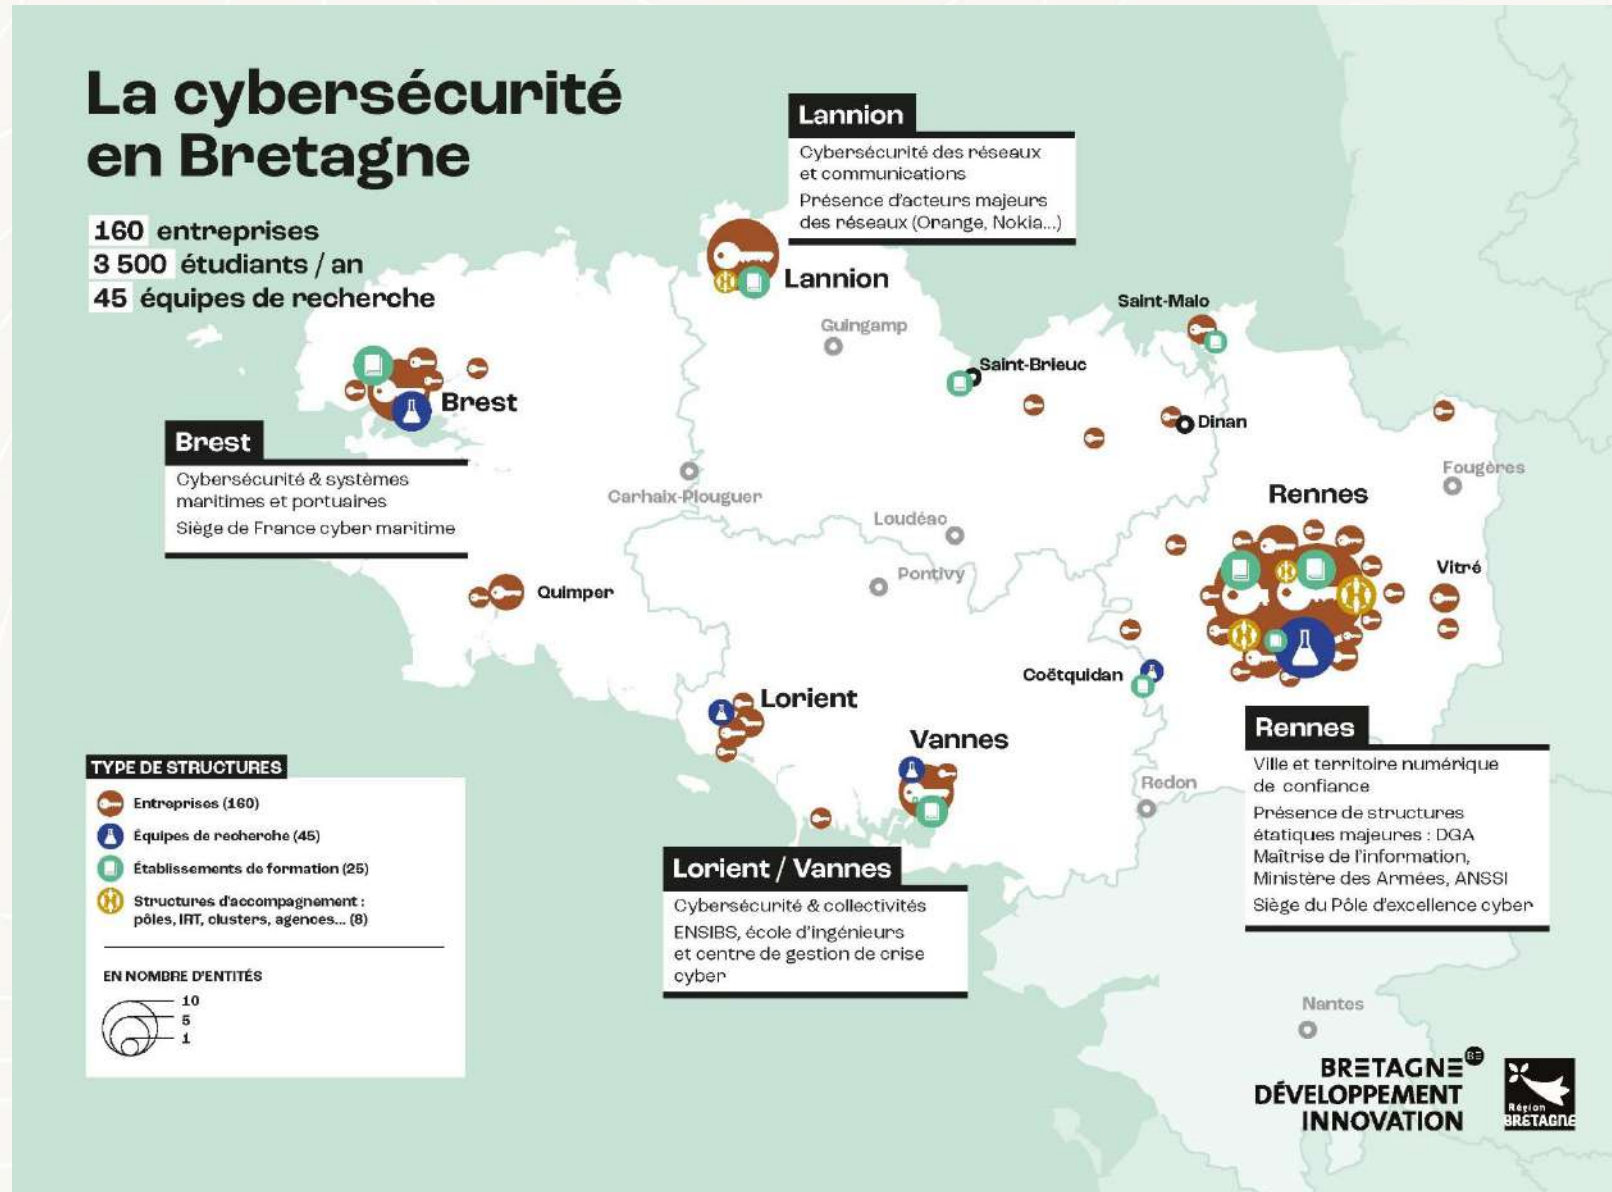 La cybersécurité
en Bretagne
160 entreprises
3 500 étudiants / an
45 équipes de recherche
Lannion
Cybersécurité des réseaux
et communications
Présence d'acteurs majeurs
des réseaux (Orange, Nokia...)
Lannion
Guingamp
Saint-Malo
Saint-Brieuc
Dinan
Brest
Brest
Cybersécurité & systèmes
maritimes et portuaires
Siège de France cyber maritime
Carhaix-Plouguer
Loudéac
Pontivy
Fougères
Rennes
Vitré
Quimper
Coëtquidan
Lorient
Vannes
Redon
Rennes
Ville et territoire numérique
de confiance
Présence de structures
étatiques majeures : DGA
Maîtrise de l'information,
Ministère des Armées, ANSSI
Siège du Pôle d'excellence cyber
Lorient / Vannes
Cybersécurité & collectivités
ENSIBS, école d'ingénieurs
et centre de gestion de crise
cyber
TYPE DE STRUCTURES
Entreprises (160)
Équipes de recherche (45)
Établissements de formation (25)
Structures d'accompagnement :
pôles, IRT, clusters, agences... (8)
EN NOMBRE D'ENTITÉS
10
5
1
Nantes
BRETAGNE
DÉVELOPPEMENT
INNOVATION
Région
BRETAGNE